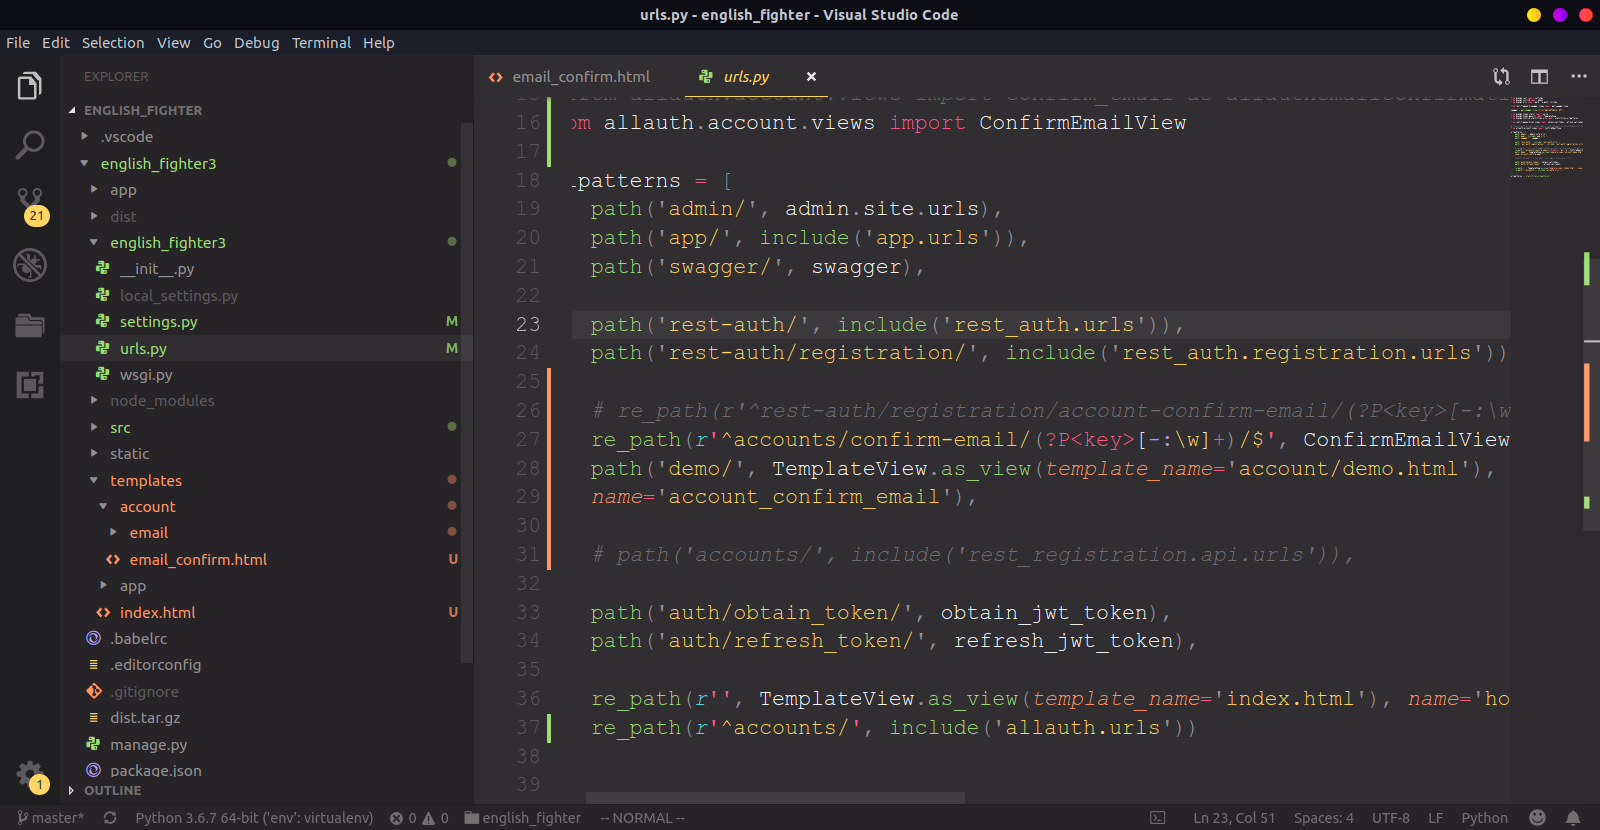 urls.py - english_fighter - Visual Studio Code
File Edit Selection View Go Debug Terminal Help
EXPLORER
ENGLISH_FIGHTER
.vscode
english_fighter3
app
dist
english_fighter3
__init__.py
local_settings.py
settings.py M
urls.py M
wsgi.py
node_modules
src
static
templates
account
email
email_confirm.html U
app
index.html U
.babelrc
.editorconfig
.gitignore
dist.tar.gz
manage.py
package.json
OUTLINE
21
1
email_confirm.html urls.py
16 om allauth.account.views import ConfirmEmailView
17
18 patterns = [
19 path('admin/', admin.site.urls),
20 path('app/', include('app.urls')),
21 path('swagger/', swagger),
22
23 path('rest-auth/', include('rest_auth.urls')),
24 path('rest-auth/registration/', include('rest_auth.registration.urls'))
25
26 # re_path(r'^rest-auth/registration/account-confirm-email/(?P<key>[-:\w
27 re_path(r'^accounts/confirm-email/(?P<key>[-:\w]+)/$', ConfirmEmailView
28 path('demo/', TemplateView.as_view(template_name='account/demo.html'),
29 name='account_confirm_email'),
30
31 # path('accounts/', include('rest_registration.api.urls')),
32
33 path('auth/obtain_token/', obtain_jwt_token),
34 path('auth/refresh_token/', refresh_jwt_token),
35
36 re_path(r'', TemplateView.as_view(template_name='index.html'), name='ho
37 re_path(r'^accounts/', include('allauth.urls'))
38
39
master* Python 3.6.7 64-bit ('env': virtualenv) 0 0 english_fighter -- NORMAL -- Ln 23, Col 51 Spaces: 4 UTF-8 LF Python